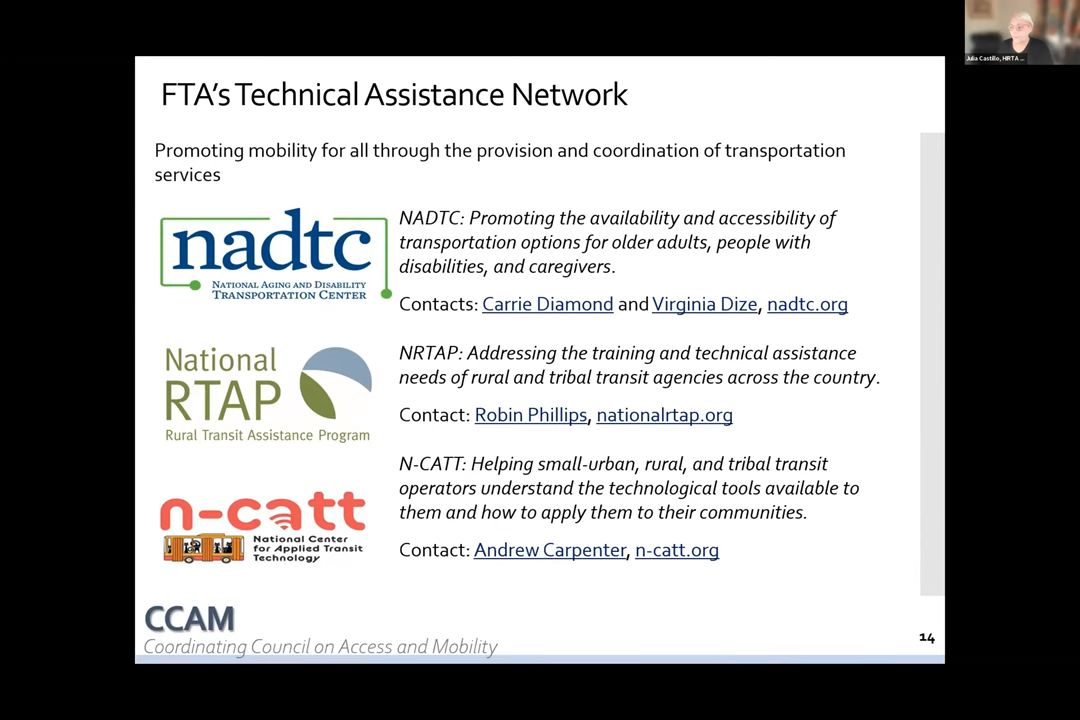 Julia Castillo, HRTA ...
FTA's Technical Assistance Network
Promoting mobility for all through the provision and coordination of transportation
services
nadtc
NATIONAL AGING AND DISABILITY
TRANSPORTATION CENTER
NADTC: Promoting the availability and accessibility of
transportation options for older adults, people with
disabilities, and caregivers.
Contacts: Carrie Diamond and Virginia Dize, nadtc.org
National
RTAP
Rural Transit Assistance Program
NRTAP: Addressing the training and technical assistance
needs of rural and tribal transit agencies across the country.
Contact: Robin Phillips, nationalrtap.org
n-catt
National Center
for Applied Transit
Technology
N-CATT: Helping small-urban, rural, and tribal transit
operators understand the technological tools available to
them and how to apply them to their communities.
Contact: Andrew Carpenter, n-catt.org
CCAM
Coordinating Council on Access and Mobility
14